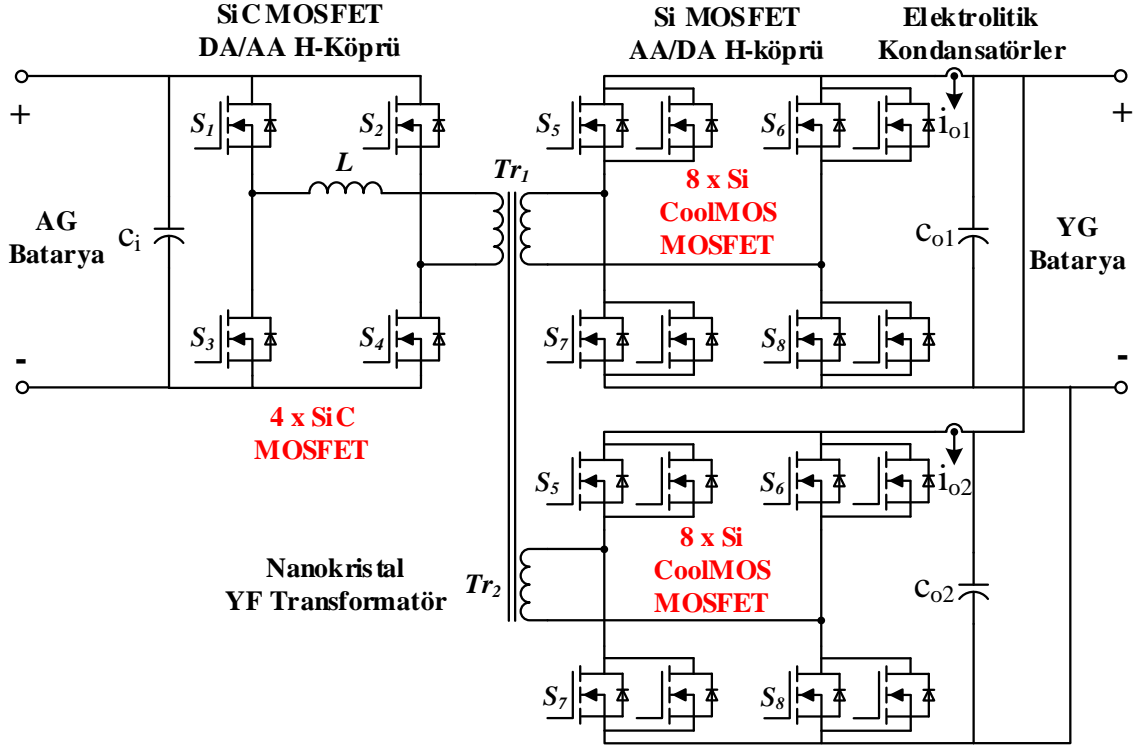 SiC MOSFET
DA/AA H-Köprü
Si MOSFET
AA/DA H-köprü
Elektrolitik
Kondansatörler
+
AG
Batarya
-
ci
S1
S2
S3
S4
L
Tr1
4 x SiC
MOSFET
S5
S6
io1
8 x Si
CoolMOS
MOSFET
co1
S7
S8
+
YG
Batarya
-
S5
S6
io2
8 x Si
CoolMOS
MOSFET
Nanokristal
YF Transformatör
Tr2
co2
S7
S8